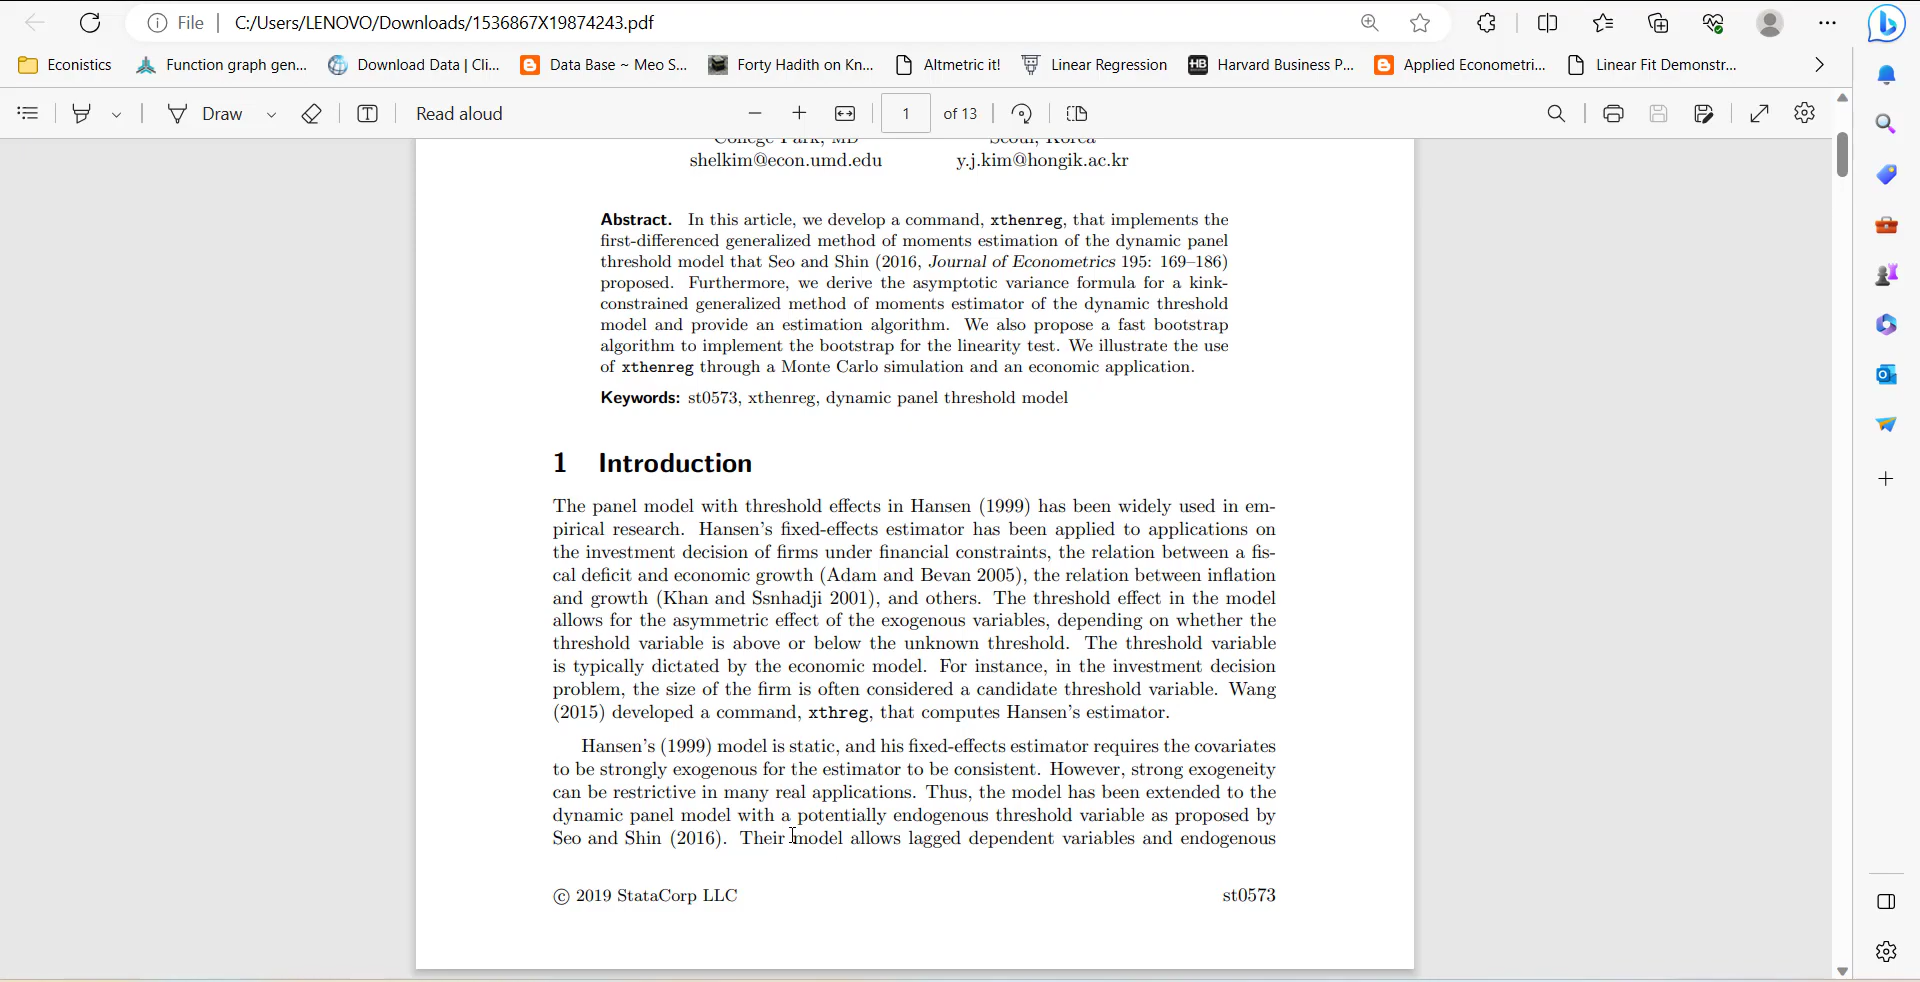 File | C:/Users/LENOVO/Downloads/1536867X19874243.pdf
Econistics Function graph gen... Download Data | Cli... Data Base ~ Meo S... Forty Hadith on Kn... Altmetric it! Linear Regression HB Harvard Business P... Applied Econometri... Linear Fit Demonstr...
Draw Read aloud 1 of 13
College Park, MD Seoul, Korea
shelkim@econ.umd.edu y.j.kim@hongik.ac.kr
Abstract. In this article, we develop a command, xthenreg, that implements the
first-differenced generalized method of moments estimation of the dynamic panel
threshold model that Seo and Shin (2016, Journal of Econometrics 195: 169–186)
proposed. Furthermore, we derive the asymptotic variance formula for a kink-
constrained generalized method of moments estimator of the dynamic threshold
model and provide an estimation algorithm. We also propose a fast bootstrap
algorithm to implement the bootstrap for the linearity test. We illustrate the use
of xthenreg through a Monte Carlo simulation and an economic application.
Keywords: st0573, xthenreg, dynamic panel threshold model
1 Introduction
The panel model with threshold effects in Hansen (1999) has been widely used in em-
pirical research. Hansen's fixed-effects estimator has been applied to applications on
the investment decision of firms under financial constraints, the relation between a fis-
cal deficit and economic growth (Adam and Bevan 2005), the relation between inflation
and growth (Khan and Ssnhadji 2001), and others. The threshold effect in the model
allows for the asymmetric effect of the exogenous variables, depending on whether the
threshold variable is above or below the unknown threshold. The threshold variable
is typically dictated by the economic model. For instance, in the investment decision
problem, the size of the firm is often considered a candidate threshold variable. Wang
(2015) developed a command, xthreg, that computes Hansen's estimator.
Hansen's (1999) model is static, and his fixed-effects estimator requires the covariates
to be strongly exogenous for the estimator to be consistent. However, strong exogeneity
can be restrictive in many real applications. Thus, the model has been extended to the
dynamic panel model with a potentially endogenous threshold variable as proposed by
Seo and Shin (2016). Their model allows lagged dependent variables and endogenous
© 2019 StataCorp LLC st0573